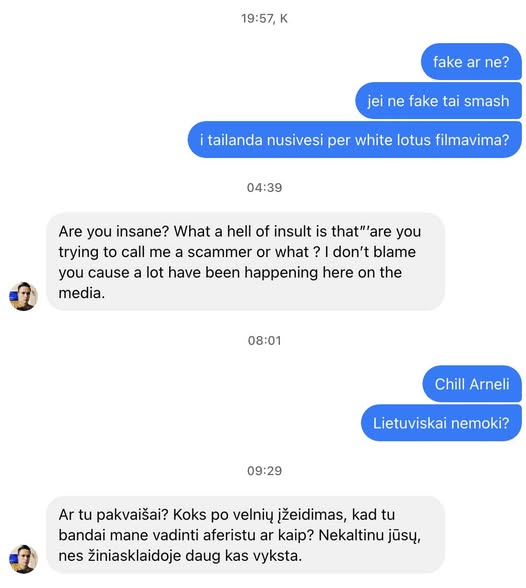 19:57, K
fake ar ne?
jei ne fake tai smash
i tailanda nusivesi per white lotus filmavima?
04:39
Are you insane? What a hell of insult is that”’are you
trying to call me a scammer or what ? I don’t blame
you cause a lot have been happening here on the
media.
08:01
Chill Arneli
Lietuviskai nemoki?
09:29
Ar tu pakvaišai? Koks po velnių įžeidimas, kad tu
bandai mane vadinti aferistu ar kaip? Nekaltinu jūsų,
nes žiniasklaidoje daug kas vyksta.